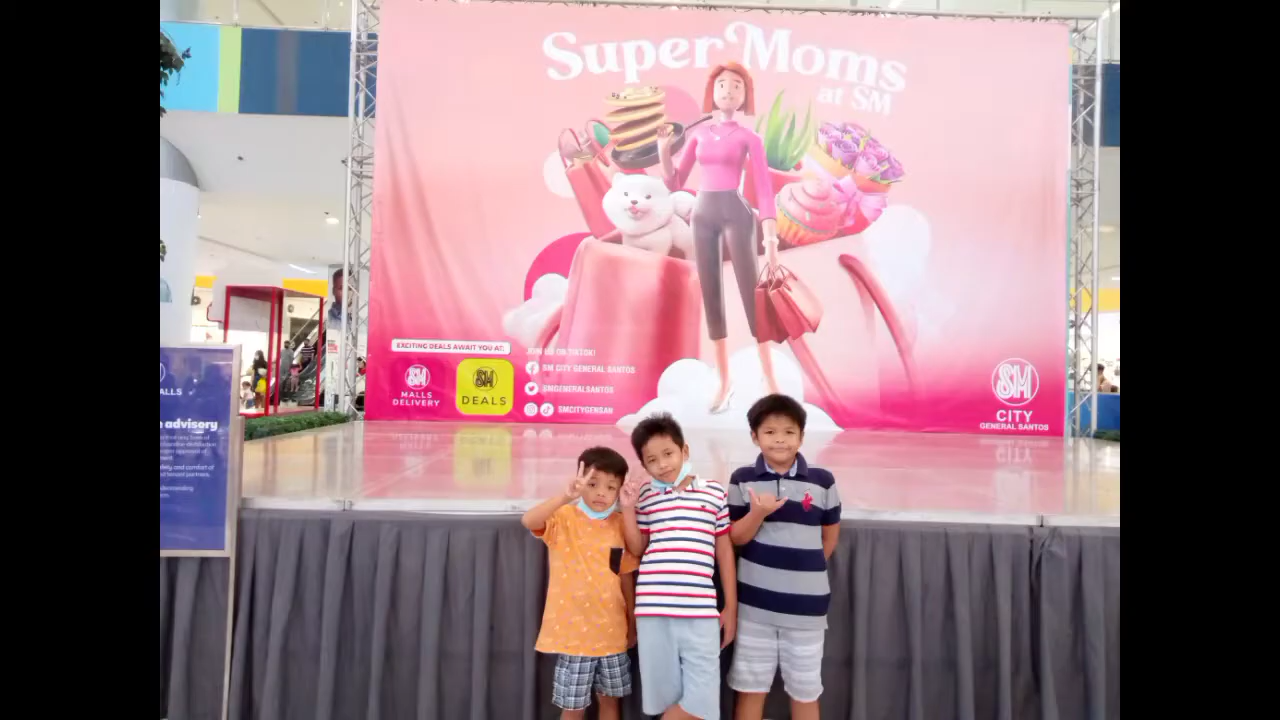 Super Moms
at SM
EXCITING DEALS AWAIT YOU AT:
SM
MALLS
DELIVERY
SM
DEALS
JOIN US ON TIKTOK!
SM CITY GENERAL SANTOS
SMGENERALSANTOS
SMCITYGENSAN
SM
CITY
GENERAL SANTOS
ALLS
advisory